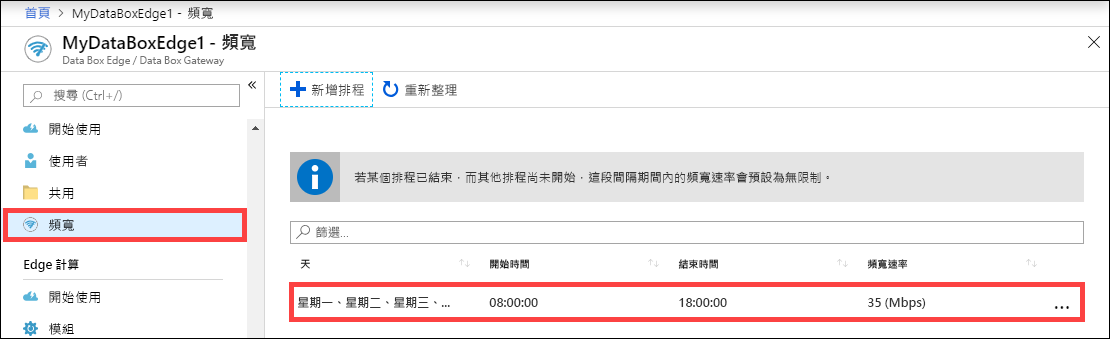 首頁 > MyDataBoxEdge1 - 頻寬
MyDataBoxEdge1 - 頻寬
Data Box Edge / Data Box Gateway
搜尋 (Ctrl+/)
開始使用
使用者
共用
頻寬
Edge 計算
開始使用
模組
新增排程 重新整理
若某個排程已結束，而其他排程尚未開始，這段間隔期間內的頻寬速率會預設為無限制。
篩選...
天 開始時間 結束時間 頻寬速率
星期一、星期二、星期三、... 08:00:00 18:00:00 35 (Mbps) ...